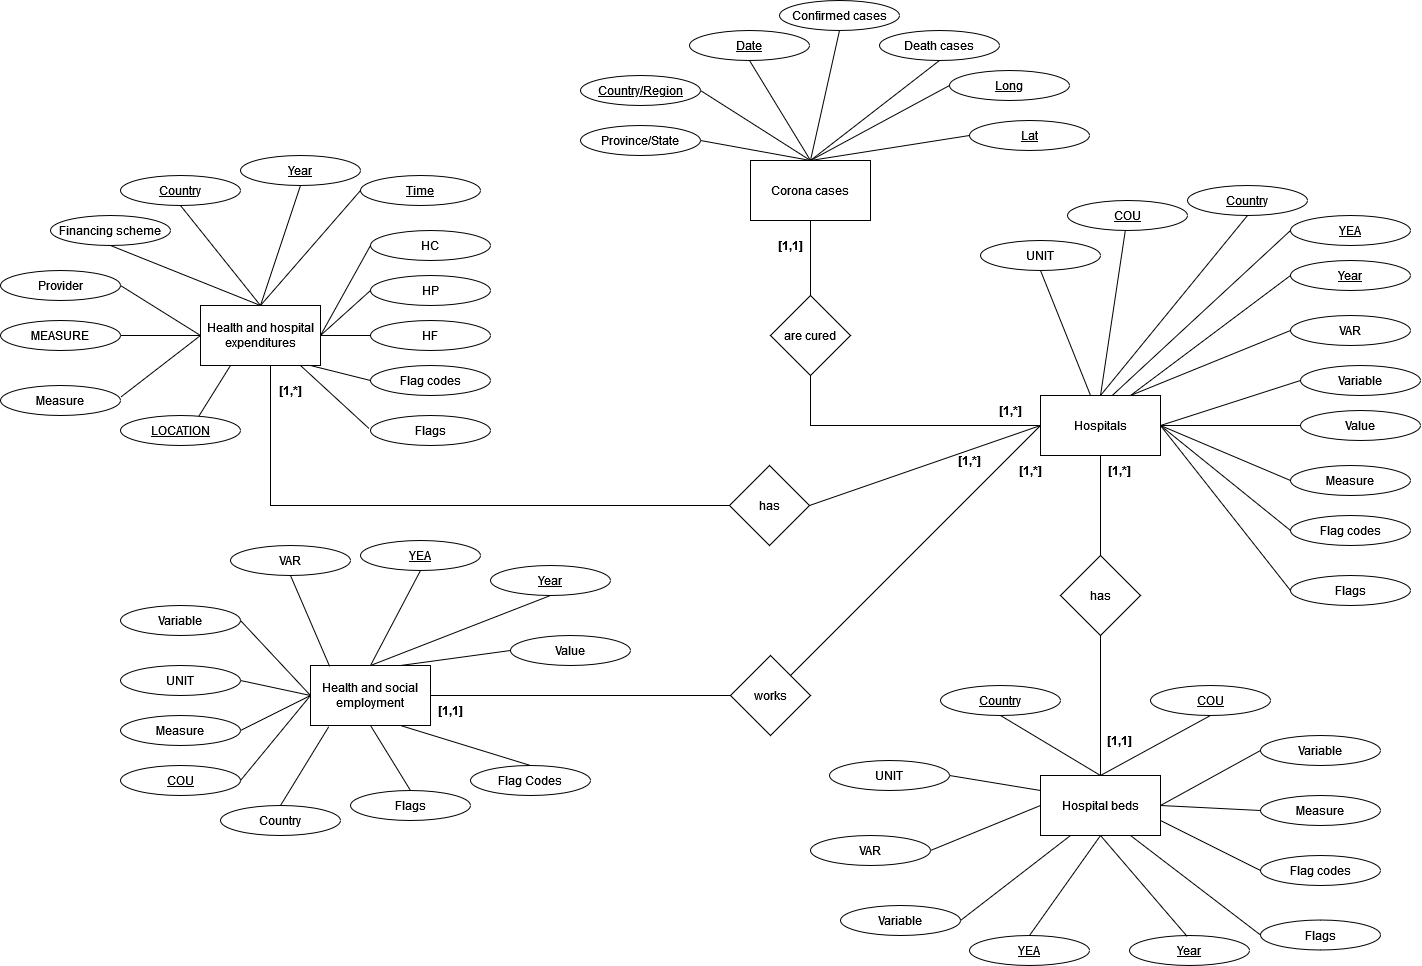 Confirmed cases
Date
Death cases
Country/Region
Long
Province/State
Lat
Corona cases
[1,1]
are cured
[1,*]
Year
Country
Time
Financing scheme
HC
Provider
HP
MEASURE
Health and hospital
expenditures
HF
Measure
[1,*]
Flag codes
LOCATION
Flags
has
[1,*]
Country
COU
YEA
UNIT
Year
VAR
Variable
Hospitals
Value
[1,*]
[1,*]
Measure
Flag codes
Flags
has
[1,1]
VAR
YEA
Year
Variable
Value
UNIT
Health and social
employment
[1,1]
works
Measure
COU
Country
Flags
Flag Codes
Country
COU
Variable
UNIT
Hospital beds
Measure
VAR
Flag codes
Variable
Flags
YEA
Year